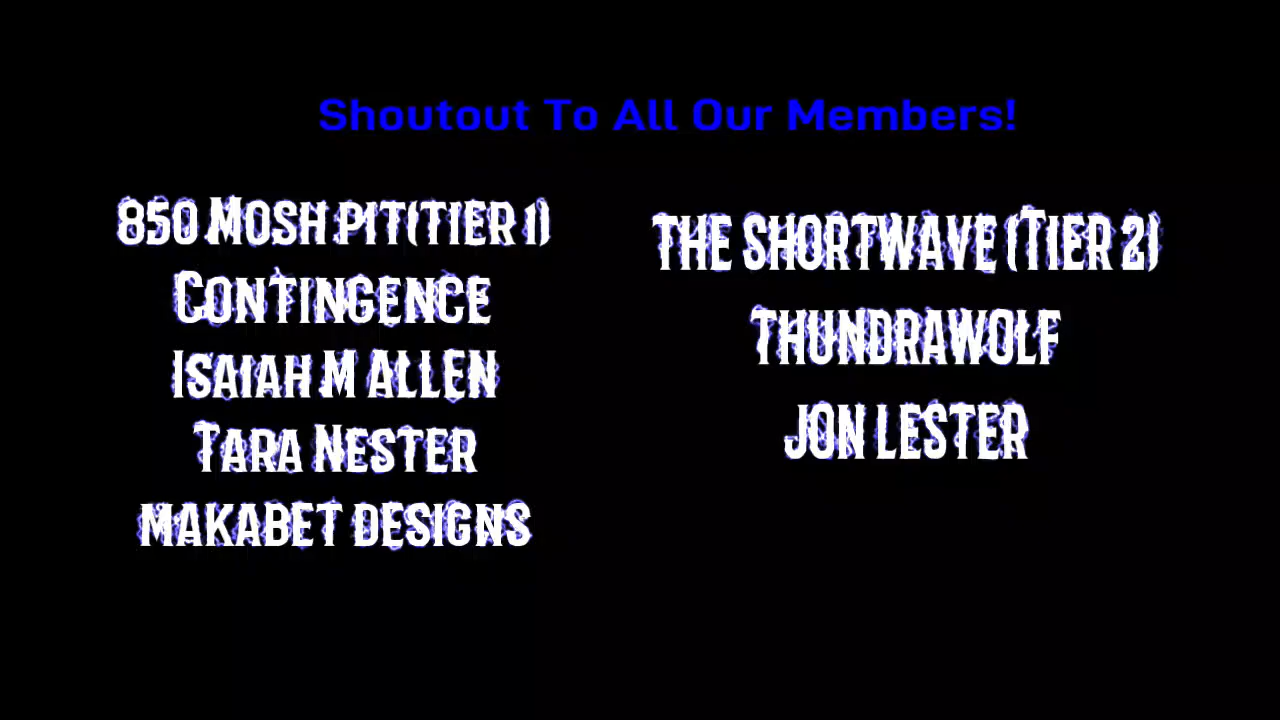 Shoutout To All Our Members!
850 Mosh pit(tier 1)
Contingence
Isaiah M Allen
Tara Nester
makabet designs
The Shortwave (Tier 2)
Thundrawolf
Jon Lester